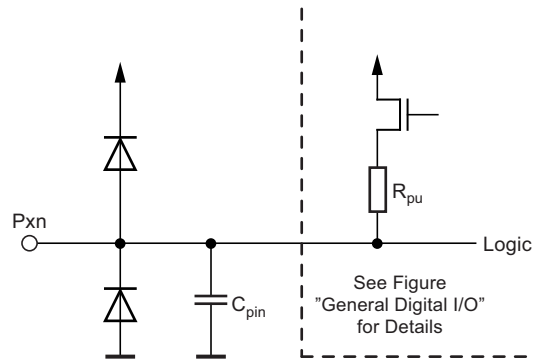 R_pu
Pxn
Logic
C_pin
See Figure
"General Digital I/O"
for Details